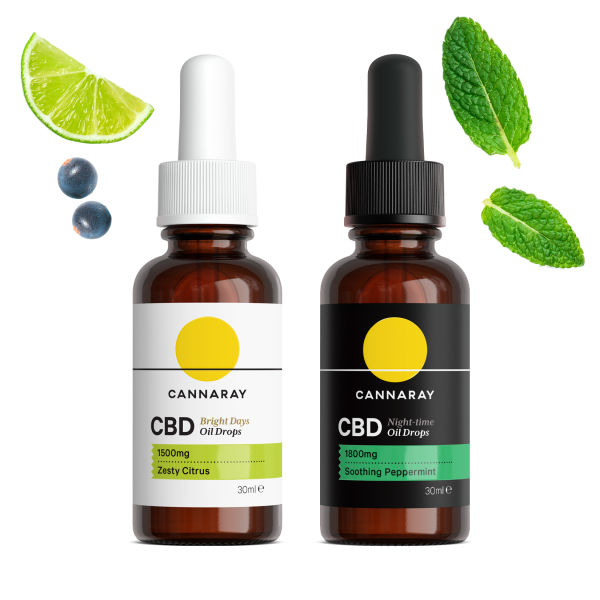 CANNARAY
CBD Bright Days
Oil Drops
1500mg
Zesty Citrus
30ml ℮
CANNARAY
CBD Night-time
Oil Drops
1800mg
Soothing Peppermint
30ml ℮